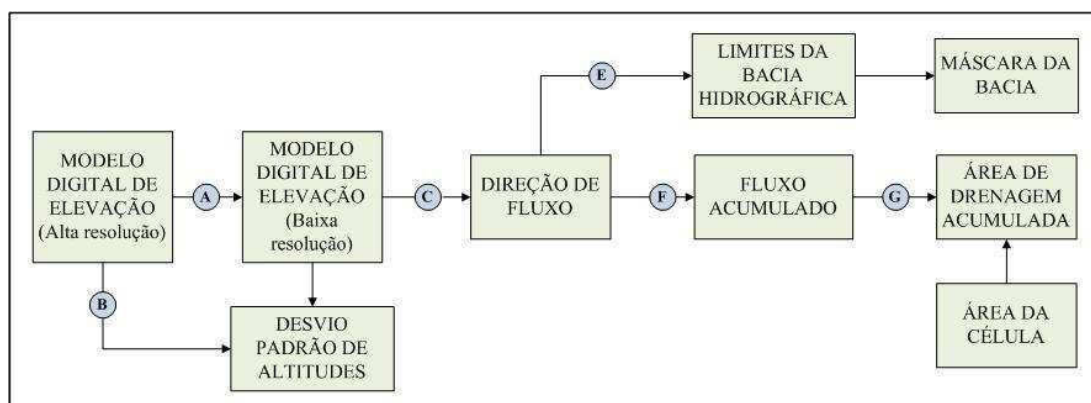 LIMITES DA
BACIA
HIDROGRÁFICA
MÁSCARA DA
BACIA
E
MODELO
DIGITAL DE
ELEVAÇÃO
(Alta resolução)
A
MODELO
DIGITAL DE
ELEVAÇÃO
(Baixa
resolução)
C
DIREÇÃO DE
FLUXO
F
FLUXO
ACUMULADO
G
ÁREA DE
DRENAGEM
ACUMULADA
B
DESVIO
PADRÃO DE
ALTITUDES
ÁREA DA
CÉLULA